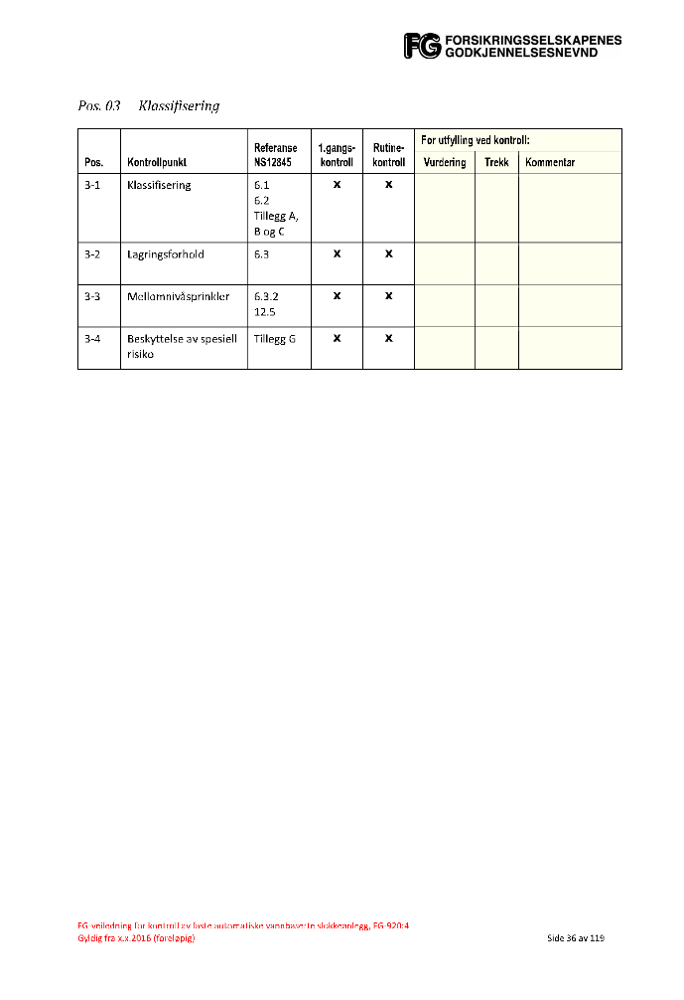 FG FORSIKRINGSSELSKAPENES
GODKJENNELSESNEVND
Pos. 03 Klassifisering
For utfylling ved kontroll:
Pos. Kontrollpunkt Referanse NS12845 1.gangs-kontroll Rutine-kontroll Vurdering Trekk Kommentar
3-1 Klassifisering 6.1 x x
6.2
Tillegg A,
B og C
3-2 Lagringsforhold 6.3 x x
3-3 Mellomnivåsprinkler 6.3.2 x x
12.5
3-4 Beskyttelse av spesiell Tillegg G x x
risiko
FG-veiledning for kontroll av faste automatiske vannbaserte slokkeanlegg, FG-920:4
Gyldig fra x.x.2016 (foreløpig) Side 36 av 119